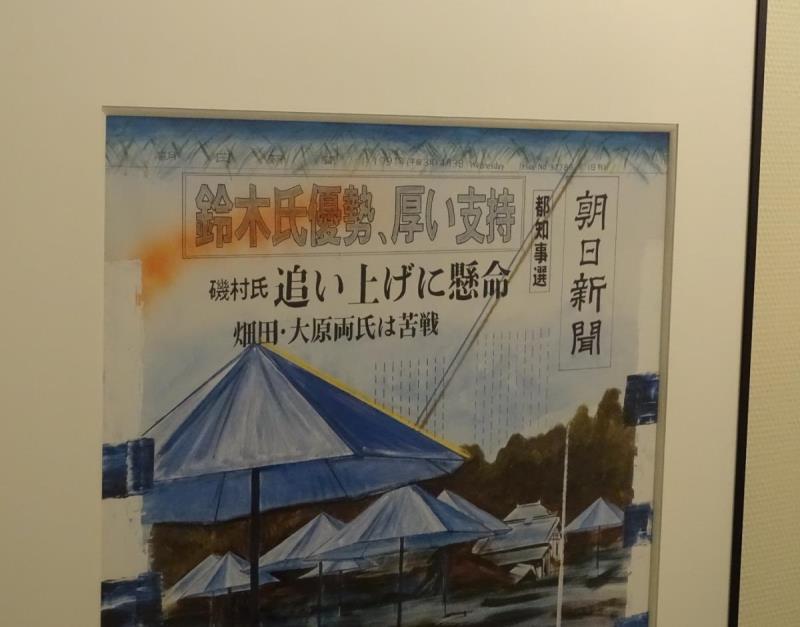 鈴木氏優勢、厚い支持
都知事選
朝日新聞
磯村氏 追い上げに懸命
畑田・大原両氏は苦戦